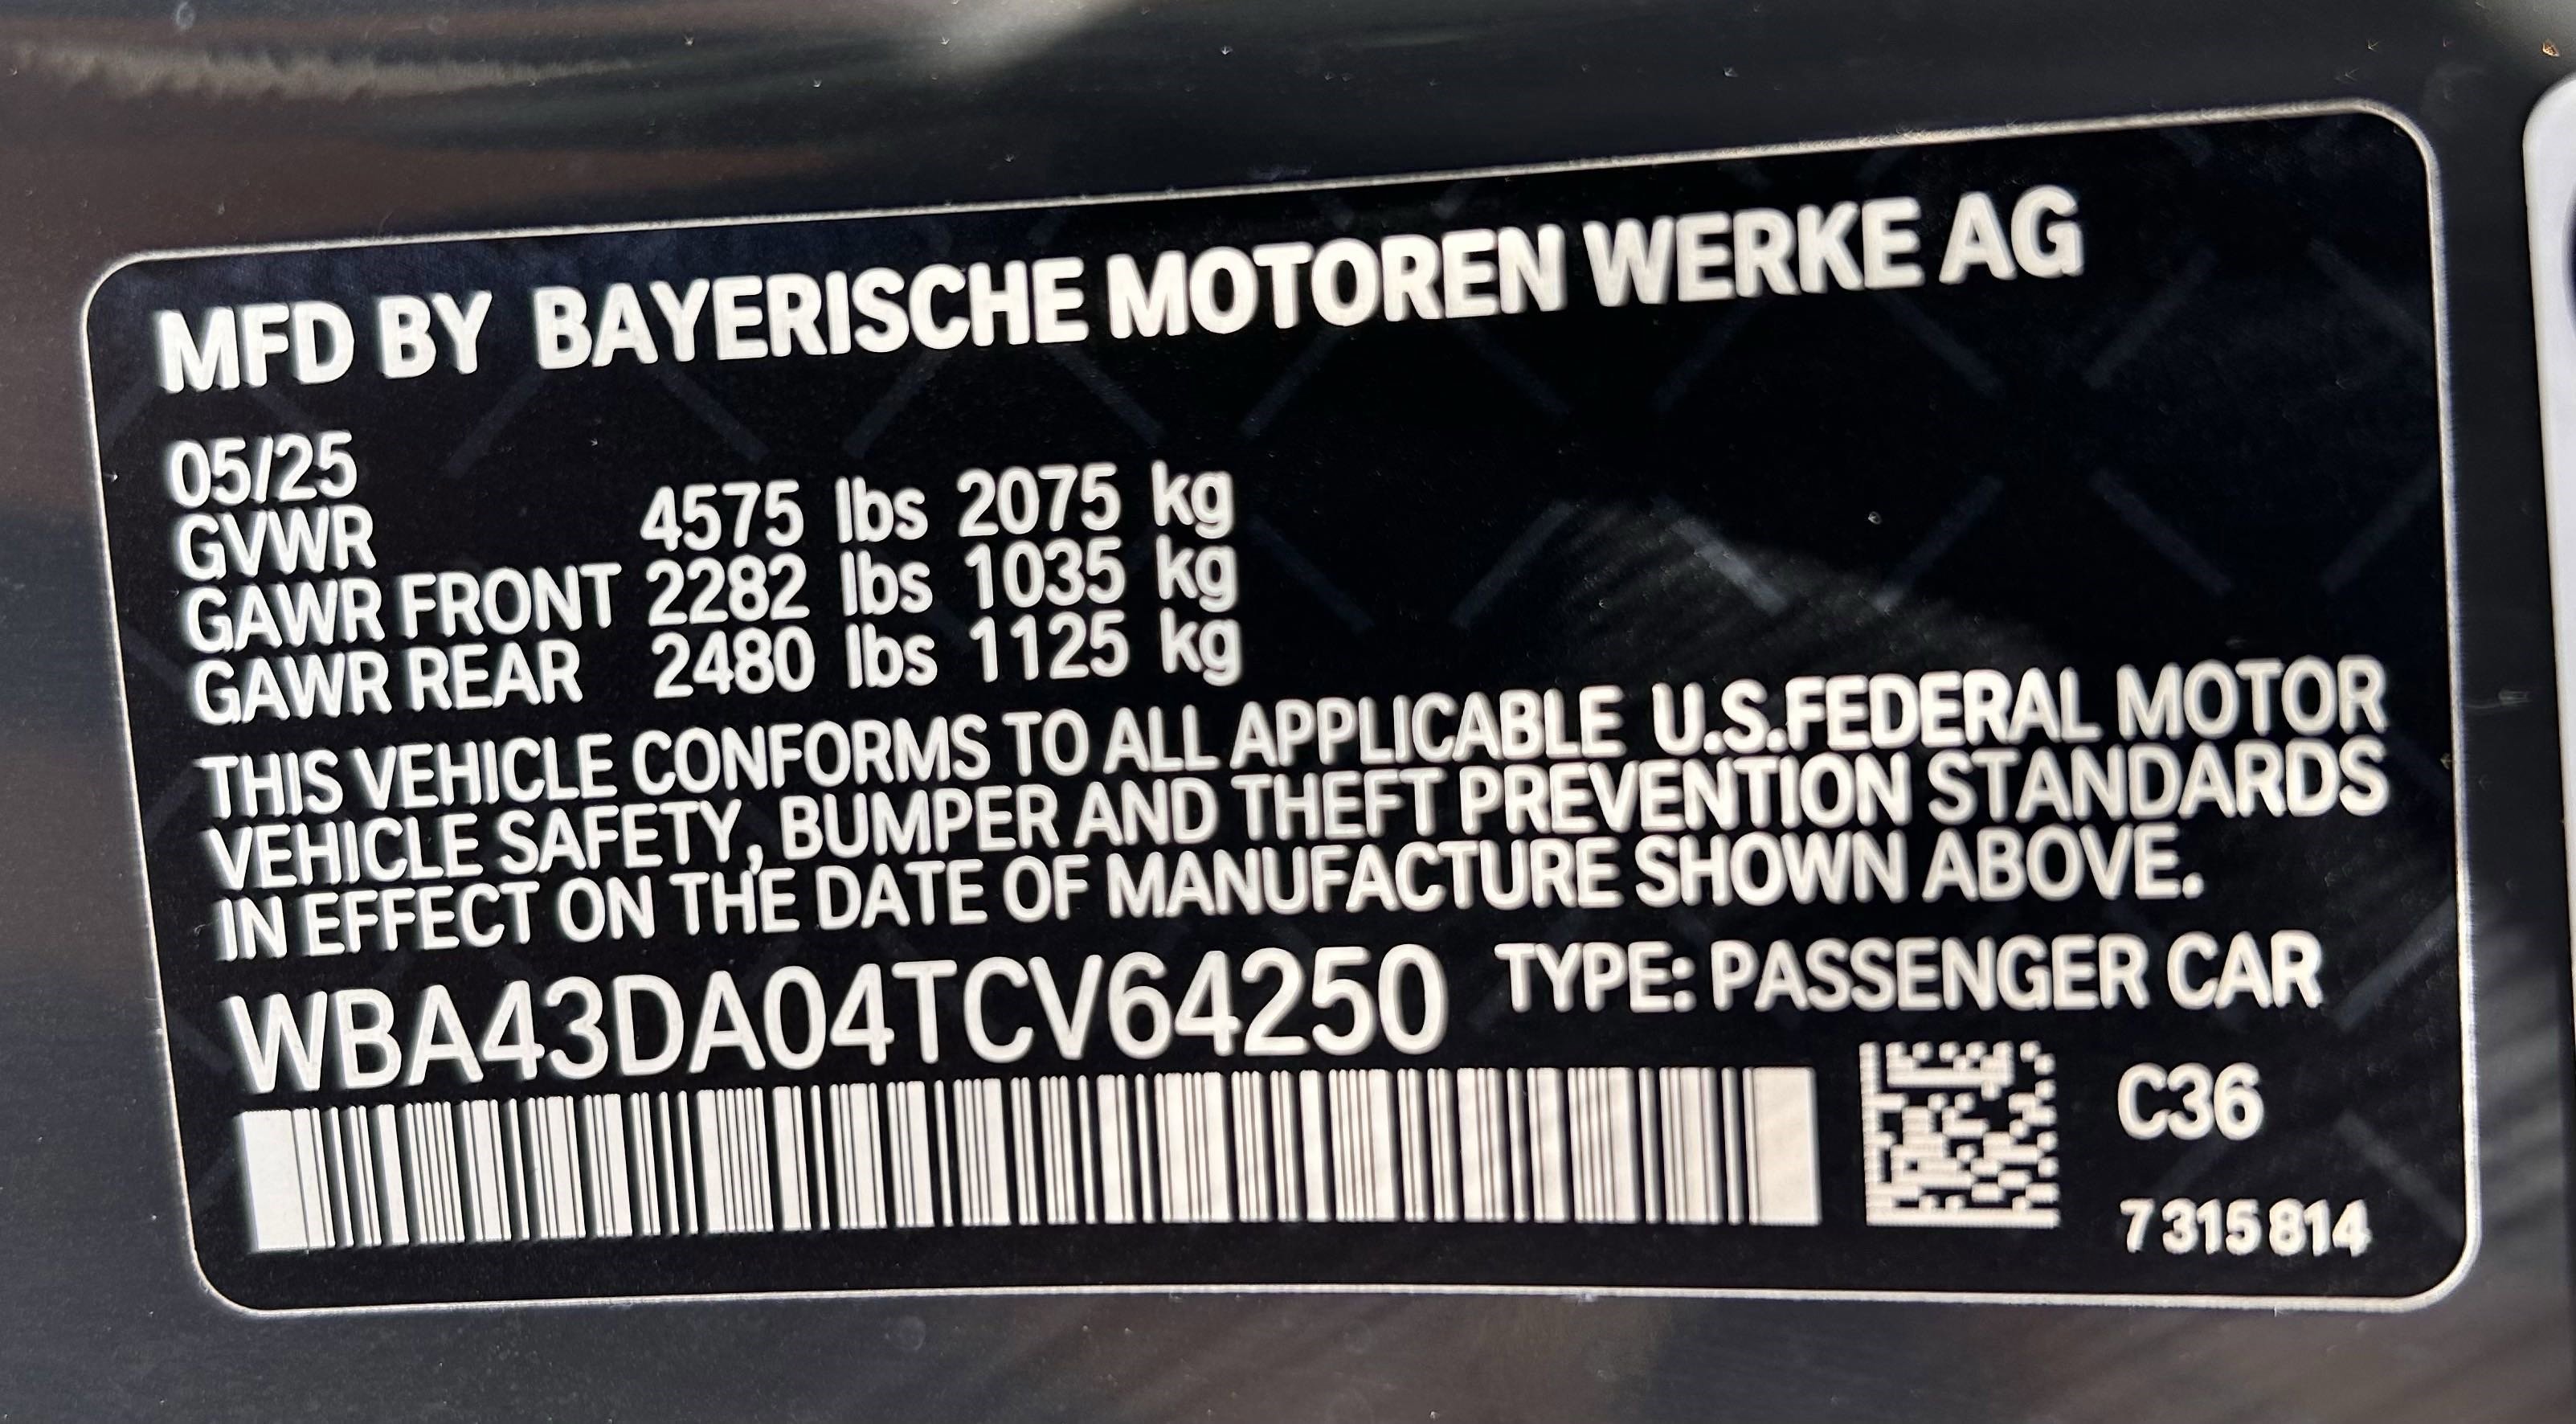 MFD BY BAYERISCHE MOTOREN WERKE AG
05/25
GVWR 4575 lbs 2075 kg
GAWR FRONT 2282 lbs 1035 kg
GAWR REAR 2480 lbs 1125 kg
THIS VEHICLE CONFORMS TO ALL APPLICABLE U.S.FEDERAL MOTOR
VEHICLE SAFETY, BUMPER AND THEFT PREVENTION STANDARDS
IN EFFECT ON THE DATE OF MANUFACTURE SHOWN ABOVE.
WBA43DA04TCV64250 TYPE: PASSENGER CAR
C36
7 315 814